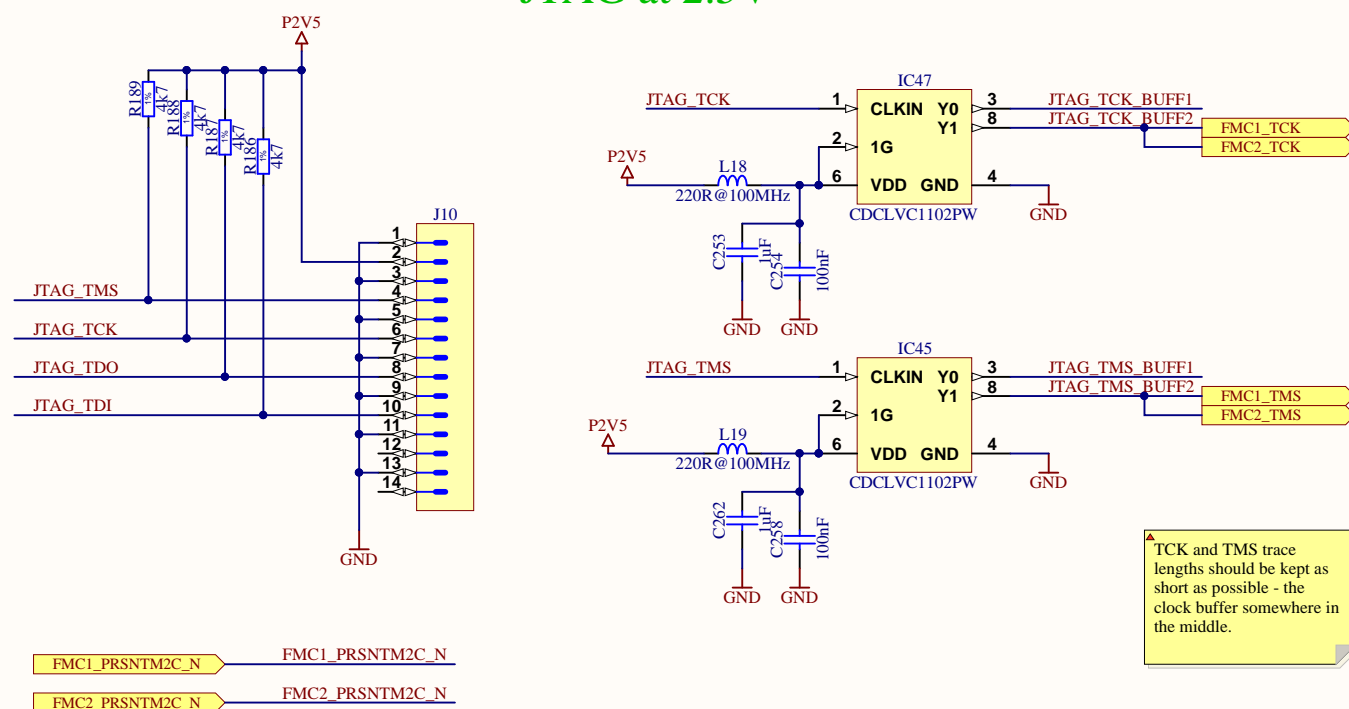 JTAG at 2.5V
P2V5
R189
1%
4k7
R188
1%
4k7
R187
1%
4k7
R186
1%
4k7
J10
1
2
3
4
5
6
7
8
9
10
11
12
13
14
JTAG_TMS
JTAG_TCK
JTAG_TDO
JTAG_TDI
GND
IC47
JTAG_TCK
1
CLKIN Y0
3
JTAG_TCK_BUFF1
Y1
8
JTAG_TCK_BUFF2
FMC1_TCK
FMC2_TCK
2
1G
P2V5
L18
220R@100MHz
6
VDD GND
4
GND
CDCLVC1102PW
C253
1uF
C254
100nF
GND
GND
IC45
JTAG_TMS
1
CLKIN Y0
3
JTAG_TMS_BUFF1
Y1
8
JTAG_TMS_BUFF2
FMC1_TMS
FMC2_TMS
2
1G
P2V5
L19
220R@100MHz
6
VDD GND
4
GND
CDCLVC1102PW
C262
1uF
C258
100nF
GND
GND
TCK and TMS trace
lengths should be kept as
short as possible - the
clock buffer somewhere in
the middle.
FMC1_PRSNTM2C_N
FMC1_PRSNTM2C_N
FMC2_PRSNTM2C_N
FMC2_PRSNTM2C_N